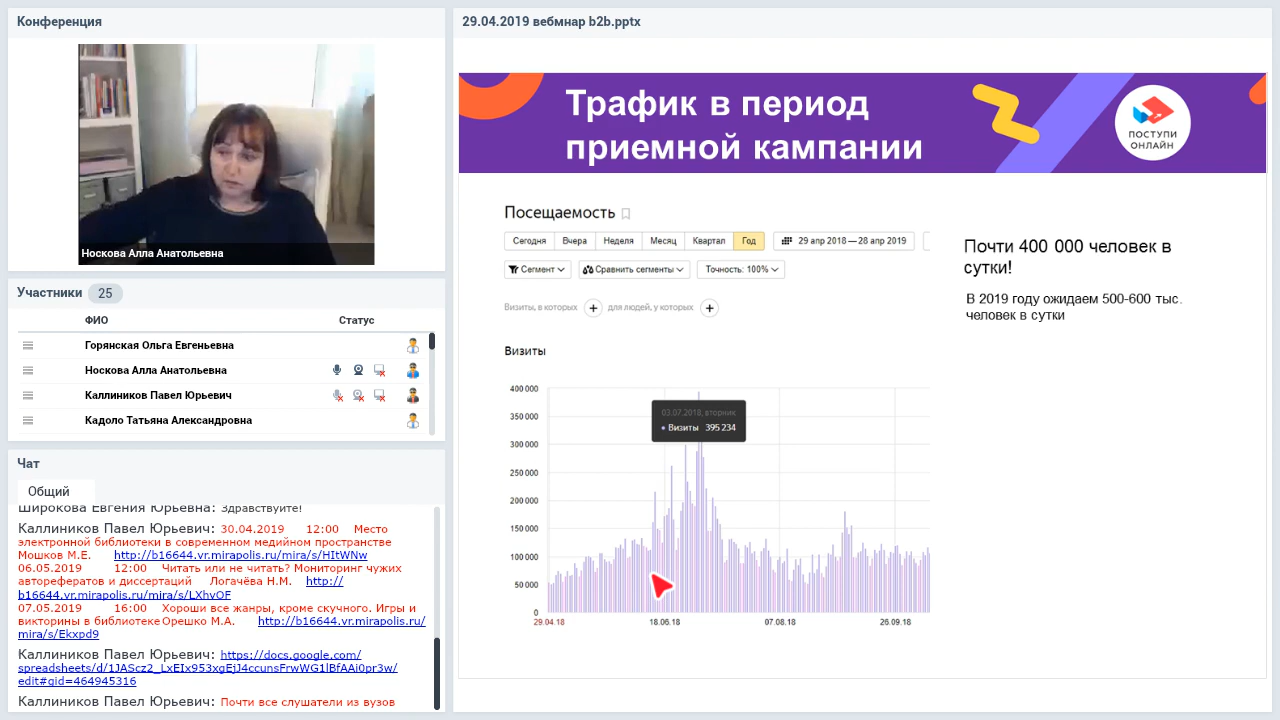 Конференция
Носкова Алла Анатольевна
Участники 25
ФИО Статус
Горянская Ольга Евгеньевна
Носкова Алла Анатольевна
Каллиников Павел Юрьевич
Кадоло Татьяна Александровна
Чат
Общий
Широкова Евгения Юрьевна: Здравствуйте!
Каллиников Павел Юрьевич: 30.04.2019 12:00 Место
электронной библиотеки в современном медийном пространстве
Мошков М.Е. http://b16644.vr.mirapolis.ru/mira/s/HItWNw
06.05.2019 12:00 Читать или не читать? Мониторинг чужих
авторефератов и диссертаций Логачёва Н.М. http://
b16644.vr.mirapolis.ru/mira/s/LXhvOF
07.05.2019 16:00 Хороши все жанры, кроме скучного. Игры и
викторины в библиотеке Орешко М.А. http://b16644.vr.mirapolis.ru/
mira/s/Ekxpd9
Каллиников Павел Юрьевич: https://docs.google.com/
spreadsheets/d/1JAScz2_LxEIx953xgEjJ4ccunsFrwWG1lBfAAi0pr3w/
edit#gid=464945316
Каллиников Павел Юрьевич: Почти все слушатели из вузов
29.04.2019 вебмнар b2b.pptx
Трафик в период
приемной кампании
ПОСТУПИ
ОНЛАЙН
Посещаемость
Сегодня Вчера Неделя Месяц Квартал Год 29 апр 2018 — 28 апр 2019
Сегмент Сравнить сегменты Точность: 100%
Визиты, в которых + для людей, у которых +
Визиты
400 000
350 000
300 000
250 000
200 000
150 000
100 000
50 000
0
03.07.2018, вторник
Визиты 395 234
29.04.18 18.06.18 07.08.18 26.09.18
Почти 400 000 человек в
сутки!
В 2019 году ожидаем 500-600 тыс.
человек в сутки